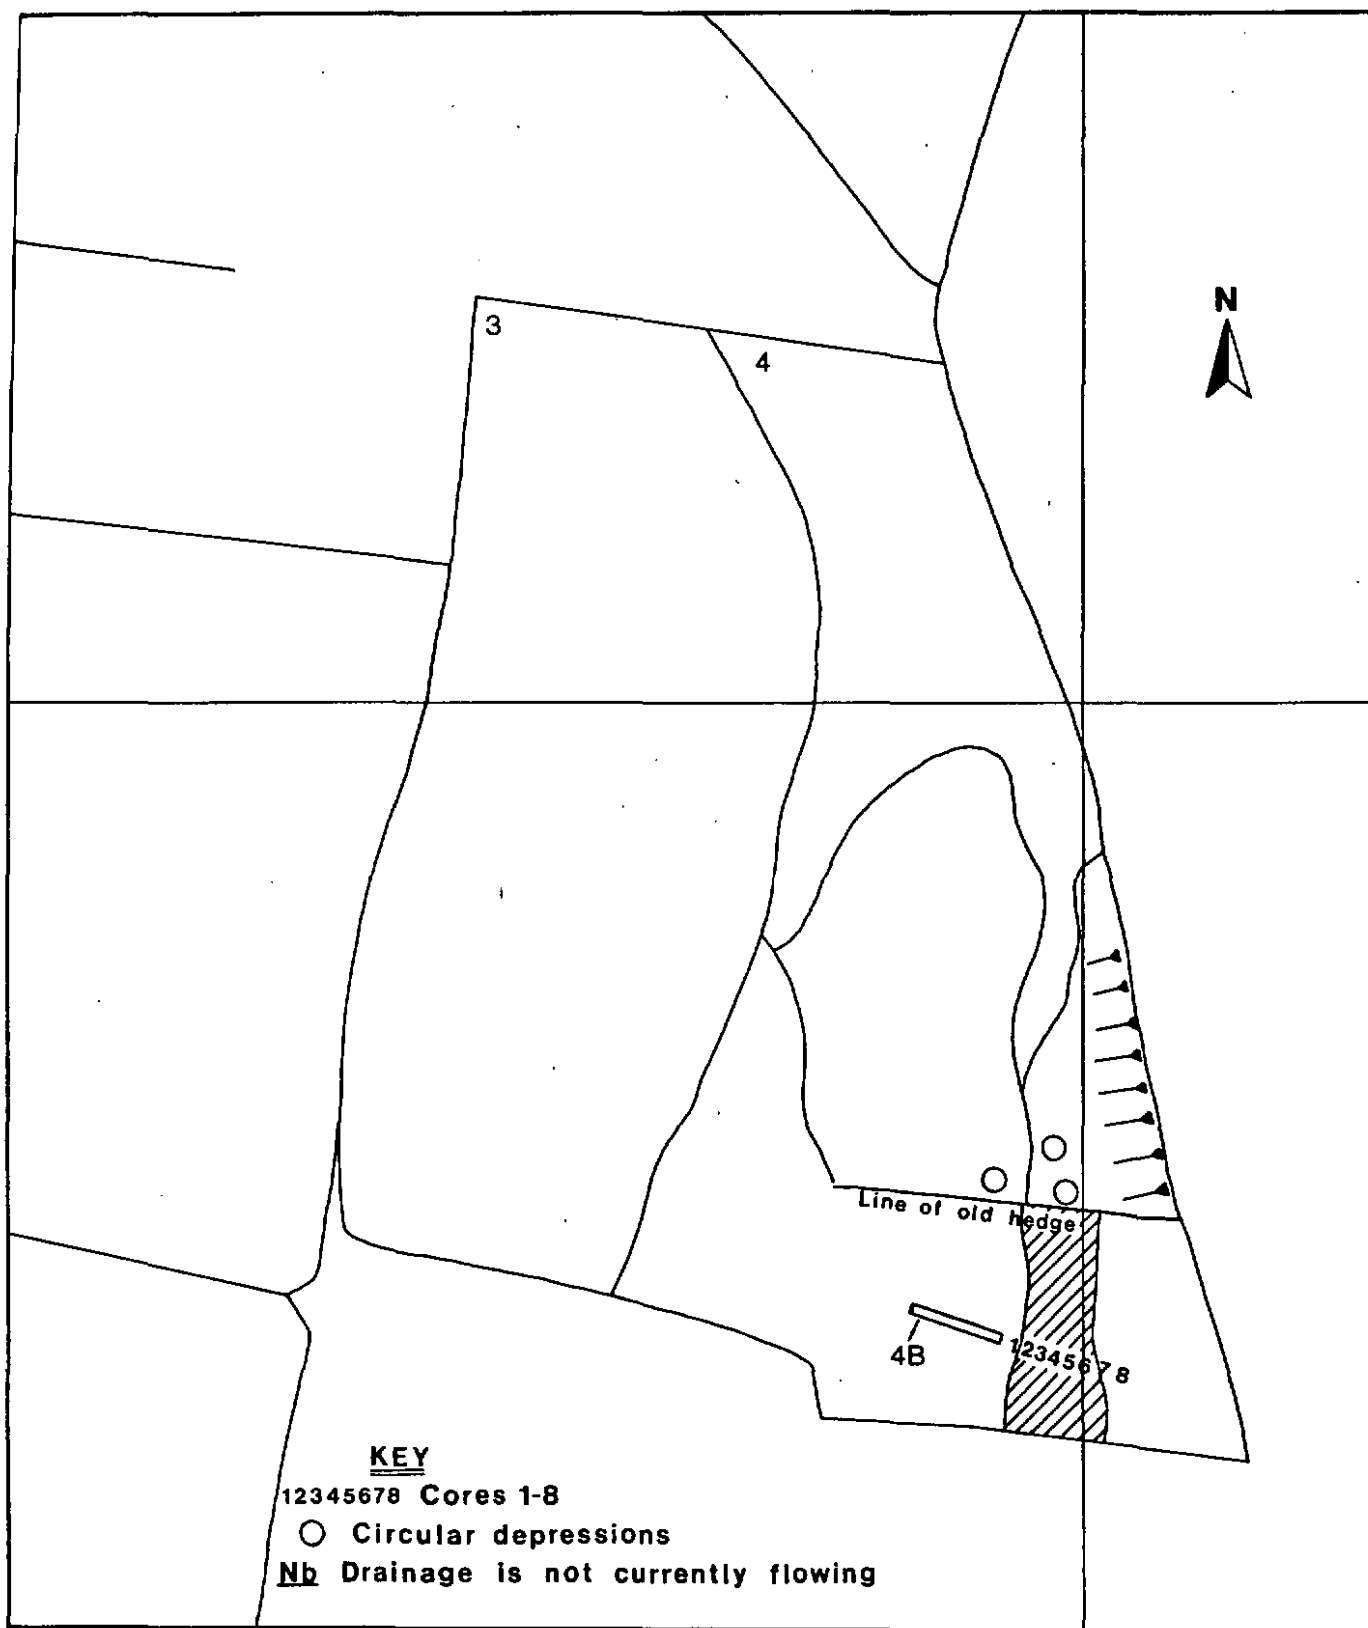 N
3
4
Line of old hedge
4B
12345678
KEY
12345678 Cores 1-8
Circular depressions
Nb Drainage is not currently flowing